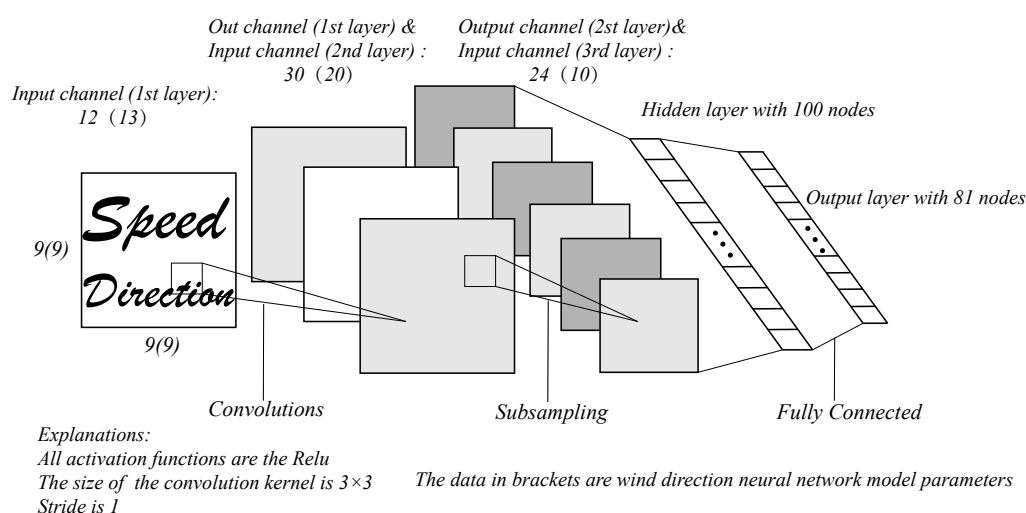 Out channel (1st layer) &
Input channel (2nd layer) :
30（20）
Output channel (2st layer)&
Input channel (3rd layer) :
24（10）
Input channel (1st layer):
12（13）
Hidden layer with 100 nodes
Output layer with 81 nodes
Speed
Direction
9(9)
9(9)
Convolutions
Subsampling
Fully Connected
Explanations:
All activation functions are the Relu
The size of the convolution kernel is 3×3
Stride is 1
The data in brackets are wind direction neural network model parameters